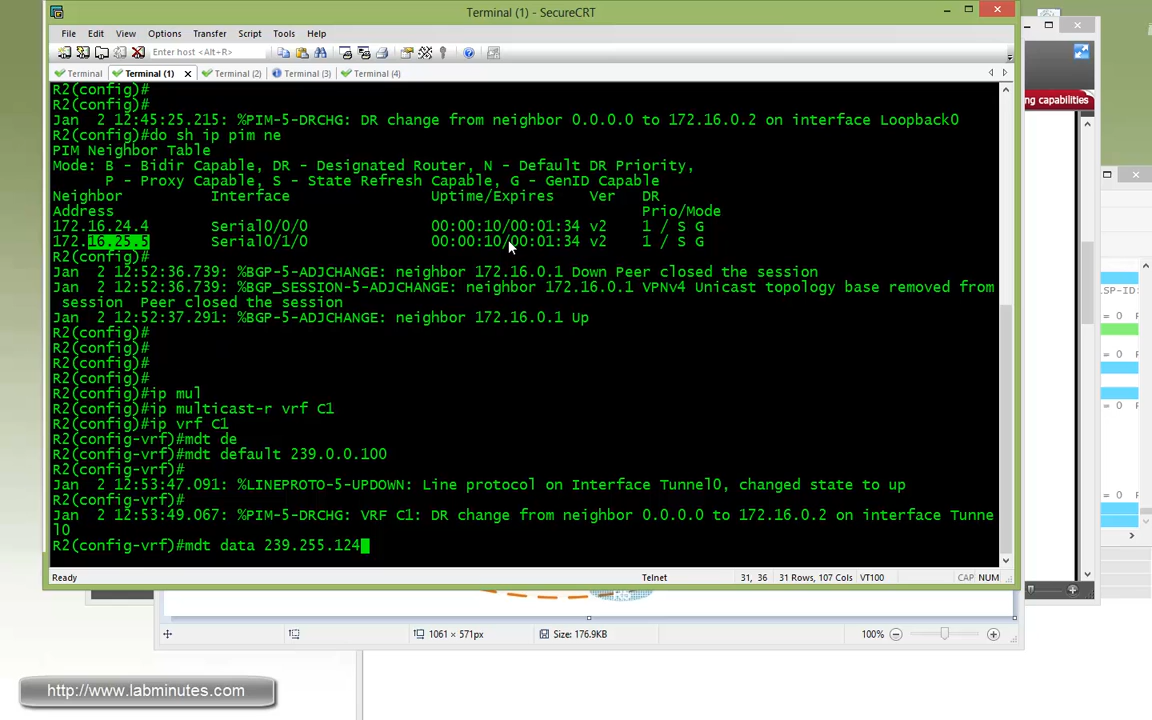 Terminal (1) - SecureCRT
File Edit View Options Transfer Script Tools Help
Enter host <Alt+R>
Terminal Terminal (1) Terminal (2) Terminal (3) Terminal (4)
R2(config)#
R2(config)#
Jan  2 12:45:25.215: %PIM-5-DRCHG: DR change from neighbor 0.0.0.0 to 172.16.0.2 on interface Loopback0
R2(config)#do sh ip pim ne
PIM Neighbor Table
Mode: B - Bidir Capable, DR - Designated Router, N - Default DR Priority,
P - Proxy Capable, S - State Refresh Capable, G - GenID Capable
Neighbor Interface Uptime/Expires Ver DR
Address Prio/Mode
172.16.24.4 Serial0/0/0 00:00:10/00:01:34 v2 1 / S G
172.16.25.5 Serial0/1/0 00:00:10/00:01:34 v2 1 / S G
R2(config)#
Jan  2 12:52:36.739: %BGP-5-ADJCHANGE: neighbor 172.16.0.1 Down Peer closed the session
Jan  2 12:52:36.787: %BGP_SESSION-5-ADJCHANGE: neighbor 172.16.0.1 VPNv4 Unicast topology base removed from
session  Peer closed the session
Jan  2 12:52:37.291: %BGP-5-ADJCHANGE: neighbor 172.16.0.1 Up
R2(config)#
R2(config)#
R2(config)#
R2(config)#
R2(config)#ip mul
R2(config)#ip multicast-r vrf C1
R2(config)#ip vrf C1
R2(config-vrf)#mdt de
R2(config-vrf)#mdt default 239.0.0.100
R2(config-vrf)#
Jan  2 12:53:47.091: %LINEPROTO-5-UPDOWN: Line protocol on Interface Tunnel0, changed state to up
R2(config-vrf)#
Jan  2 12:53:49.067: %PIM-5-DRCHG: VRF C1: DR change from neighbor 0.0.0.0 to 172.16.0.2 on interface Tunne
l0
R2(config-vrf)#mdt data 239.255.124
Ready Telnet 31, 36 31 Rows, 107 Cols VT100 CAP NUM
1061 × 571px Size: 176.9KB 100%
ng capabilities
.SP-ID:
= 0
= 0
= 0
= 0
http://www.labminutes.com